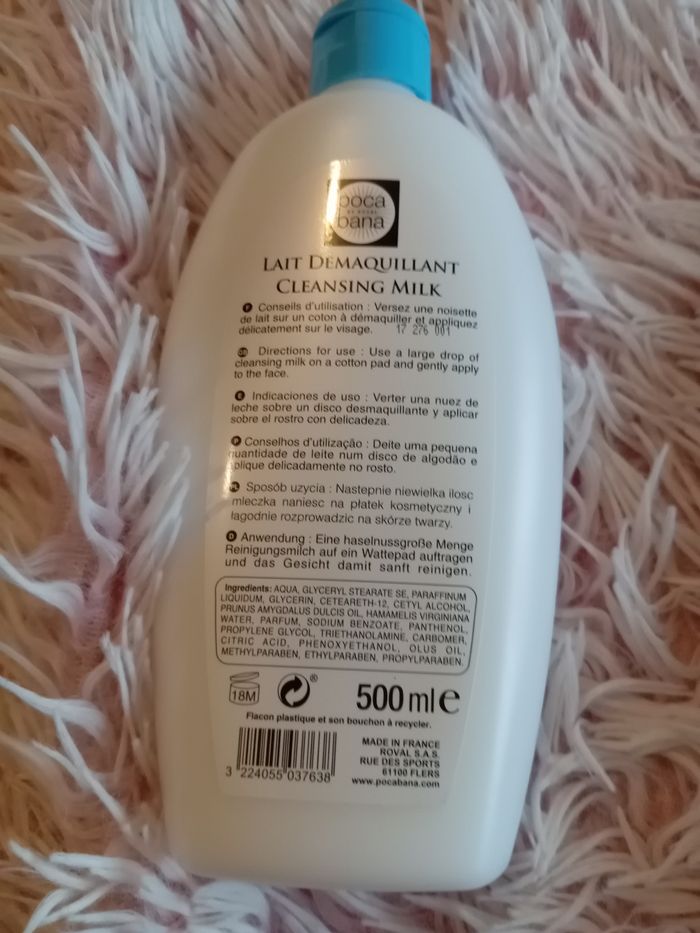 poca
BY ROVAL
bana
LAIT DÉMAQUILLANT
CLEANSING MILK
F Conseils d'utilisation : Versez une noisette
de lait sur un coton à démaquiller et appliquez
délicatement sur le visage. 17 276 001
GB Directions for use : Use a large drop of
cleansing milk on a cotton pad and gently apply
to the face.
E Indicaciones de uso : Verter una nuez de
leche sobre un disco desmaquillante y aplicar
sobre el rostro con delicadeza.
P Conselhos d'utilização : Deite uma pequena
quantidade de leite num disco de algodão e
aplique delicadamente no rosto.
PL Sposób uzycia : Nastepnie niewielka ilosc
mleczka naniesc na płatek kosmetyczny i
łagodnie rozprowadzic na skórze twarzy.
D Anwendung : Eine haselnussgroße Menge
Reinigungsmilch auf ein Wattepad auftragen
und das Gesicht damit sanft reinigen.
Ingredients: AQUA, GLYCERYL STEARATE SE, PARAFFINUM
LIQUIDUM, GLYCERIN, CETEARETH-12, CETYL ALCOHOL,
PRUNUS AMYGDALUS DULCIS OIL, HAMAMELIS VIRGINIANA
WATER, PARFUM, SODIUM BENZOATE, PANTHENOL,
PROPYLENE GLYCOL, TRIETHANOLAMINE, CARBOMER,
CITRIC ACID, PHENOXYETHANOL, OLUS OIL,
METHYLPARABEN, ETHYLPARABEN, PROPYLPARABEN.
18M ® 500 ml e
Flacon plastique et son bouchon à recycler.
3 224055 037638
MADE IN FRANCE
ROVAL S.A.S.
RUE DES SPORTS
61100 FLERS
www.pocabana.com